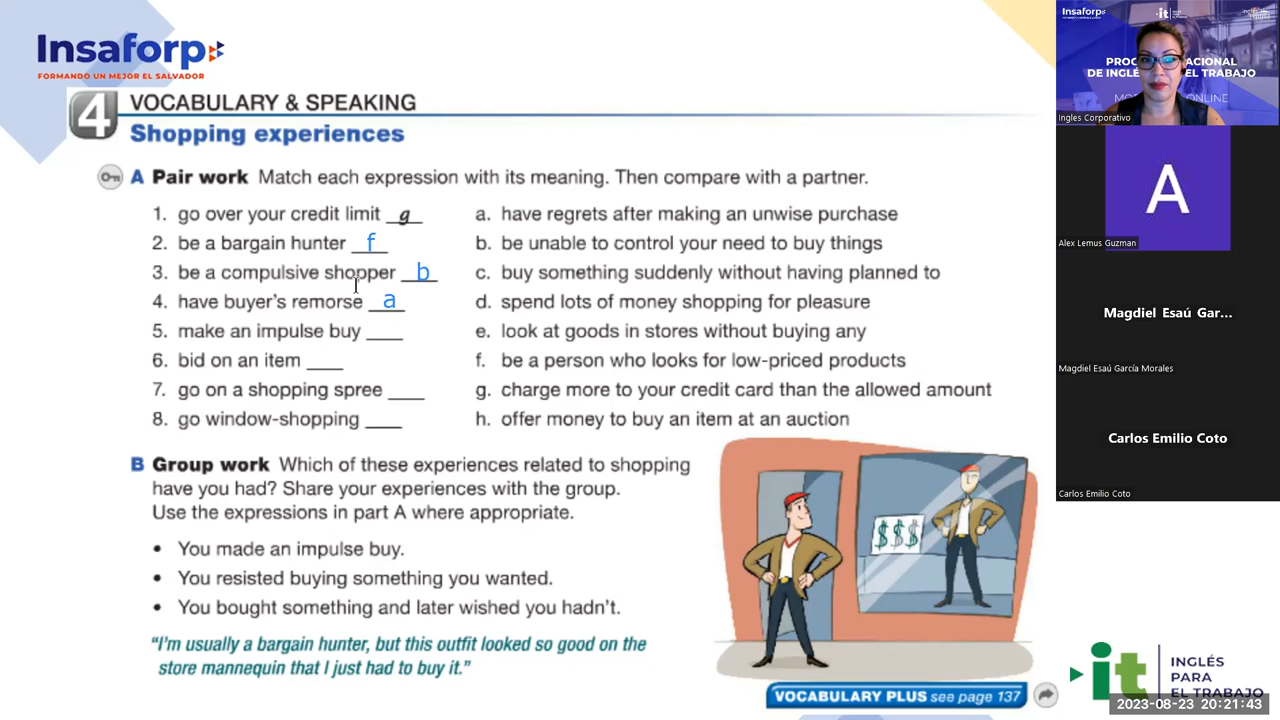 Insaforp
FORMANDO UN MEJOR EL SALVADOR
4 VOCABULARY & SPEAKING
Shopping experiences
A Pair work Match each expression with its meaning. Then compare with a partner.
1. go over your credit limit g
2. be a bargain hunter f
3. be a compulsive shopper b
4. have buyer's remorse a
5. make an impulse buy ____
6. bid on an item ____
7. go on a shopping spree ____
8. go window-shopping ____
a. have regrets after making an unwise purchase
b. be unable to control your need to buy things
c. buy something suddenly without having planned to
d. spend lots of money shopping for pleasure
e. look at goods in stores without buying any
f. be a person who looks for low-priced products
g. charge more to your credit card than the allowed amount
h. offer money to buy an item at an auction
B Group work Which of these experiences related to shopping
have you had? Share your experiences with the group.
Use the expressions in part A where appropriate.
• You made an impulse buy.
• You resisted buying something you wanted.
• You bought something and later wished you hadn't.
"I'm usually a bargain hunter, but this outfit looked so good on the
store mannequin that I just had to buy it."
$$$
VOCABULARY PLUS see page 137
Insaforp
it
Ingles Corporativo
A
Alex Lemus Guzman
Magdiel Esaú Gar...
Magdiel Esaú García Morales
Carlos Emilio Coto
Carlos Emilio Coto
it
INGLÉS
PARA
EL TRABAJO
2023-08-23 20:21:43